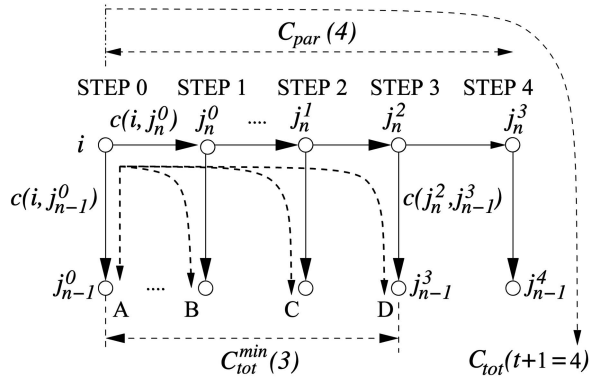 C_par (4)
STEP 0 STEP 1 STEP 2 STEP 3 STEP 4
c(i, j_n^0) j_n^0 .... j_n^1 j_n^2 j_n^3
i
c(i, j_{n-1}^0) c(j_n^2, j_{n-1}^3)
j_{n-1}^0 A .... B C D j_{n-1}^3 j_{n-1}^4
C_tot^min (3) C_tot(t+1=4)